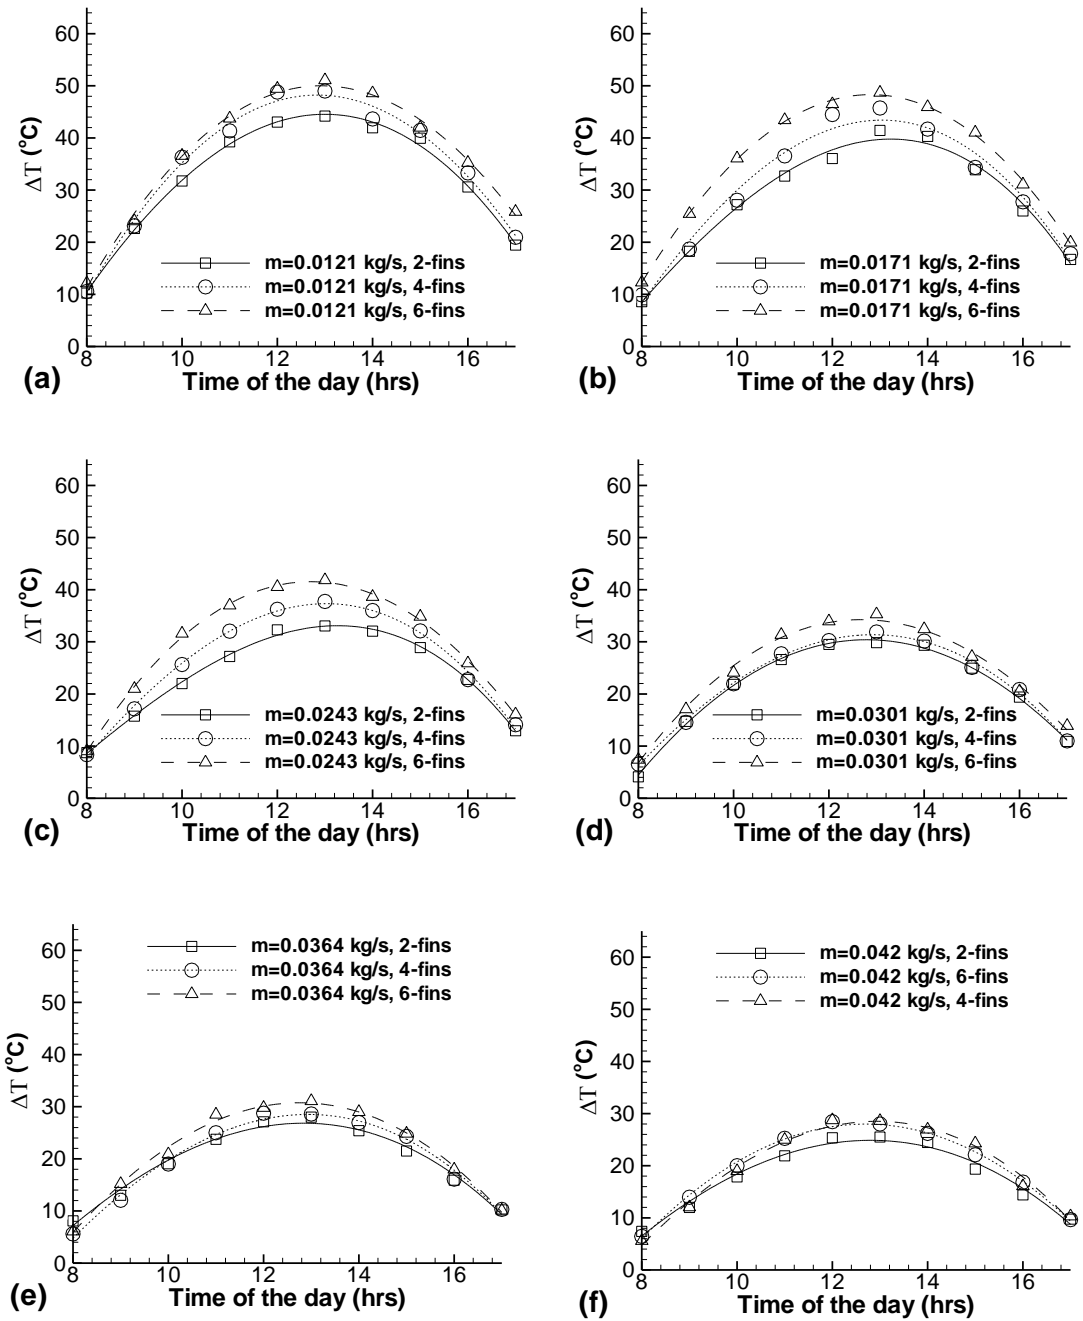 60
50
40
30
20
10
0
ΔT (°C)
m=0.0121 kg/s, 2-fins
m=0.0121 kg/s, 4-fins
m=0.0121 kg/s, 6-fins
8 10 12 14 16
(a)
Time of the day (hrs)
60
50
40
30
20
10
0
ΔT (°C)
m=0.0171 kg/s, 2-fins
m=0.0171 kg/s, 4-fins
m=0.0171 kg/s, 6-fins
8 10 12 14 16
(b)
Time of the day (hrs)
60
50
40
30
20
10
0
ΔT (°C)
m=0.0243 kg/s, 2-fins
m=0.0243 kg/s, 4-fins
m=0.0243 kg/s, 6-fins
8 10 12 14 16
(c)
Time of the day (hrs)
60
50
40
30
20
10
0
ΔT (°C)
m=0.0301 kg/s, 2-fins
m=0.0301 kg/s, 4-fins
m=0.0301 kg/s, 6-fins
8 10 12 14 16
(d)
Time of the day (hrs)
m=0.0364 kg/s, 2-fins
m=0.0364 kg/s, 4-fins
m=0.0364 kg/s, 6-fins
60
50
40
30
20
10
0
ΔT (°C)
8 10 12 14 16
(e)
Time of the day (hrs)
m=0.042 kg/s, 2-fins
m=0.042 kg/s, 6-fins
m=0.042 kg/s, 4-fins
60
50
40
30
20
10
0
ΔT (°C)
8 10 12 14 16
(f)
Time of the day (hrs)